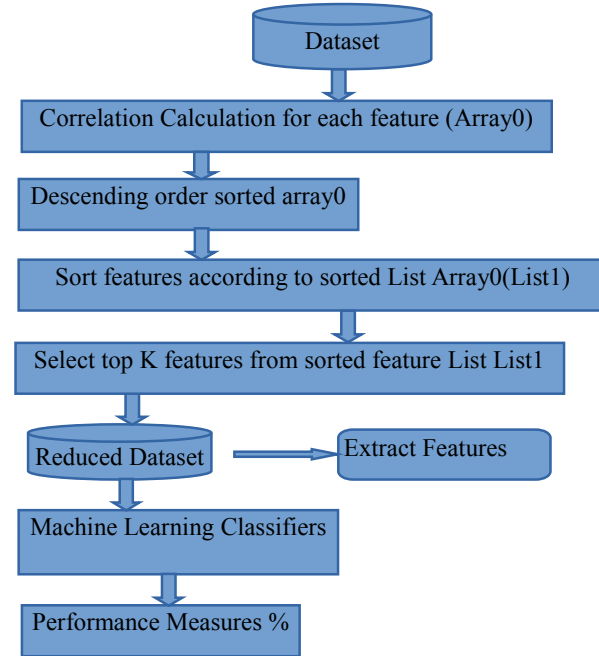 Dataset
Correlation Calculation for each feature (Array0)
Descending order sorted array0
Sort features according to sorted List Array0(List1)
Select top K features from sorted feature List List1
Reduced Dataset
Extract Features
Machine Learning Classifiers
Performance Measures %